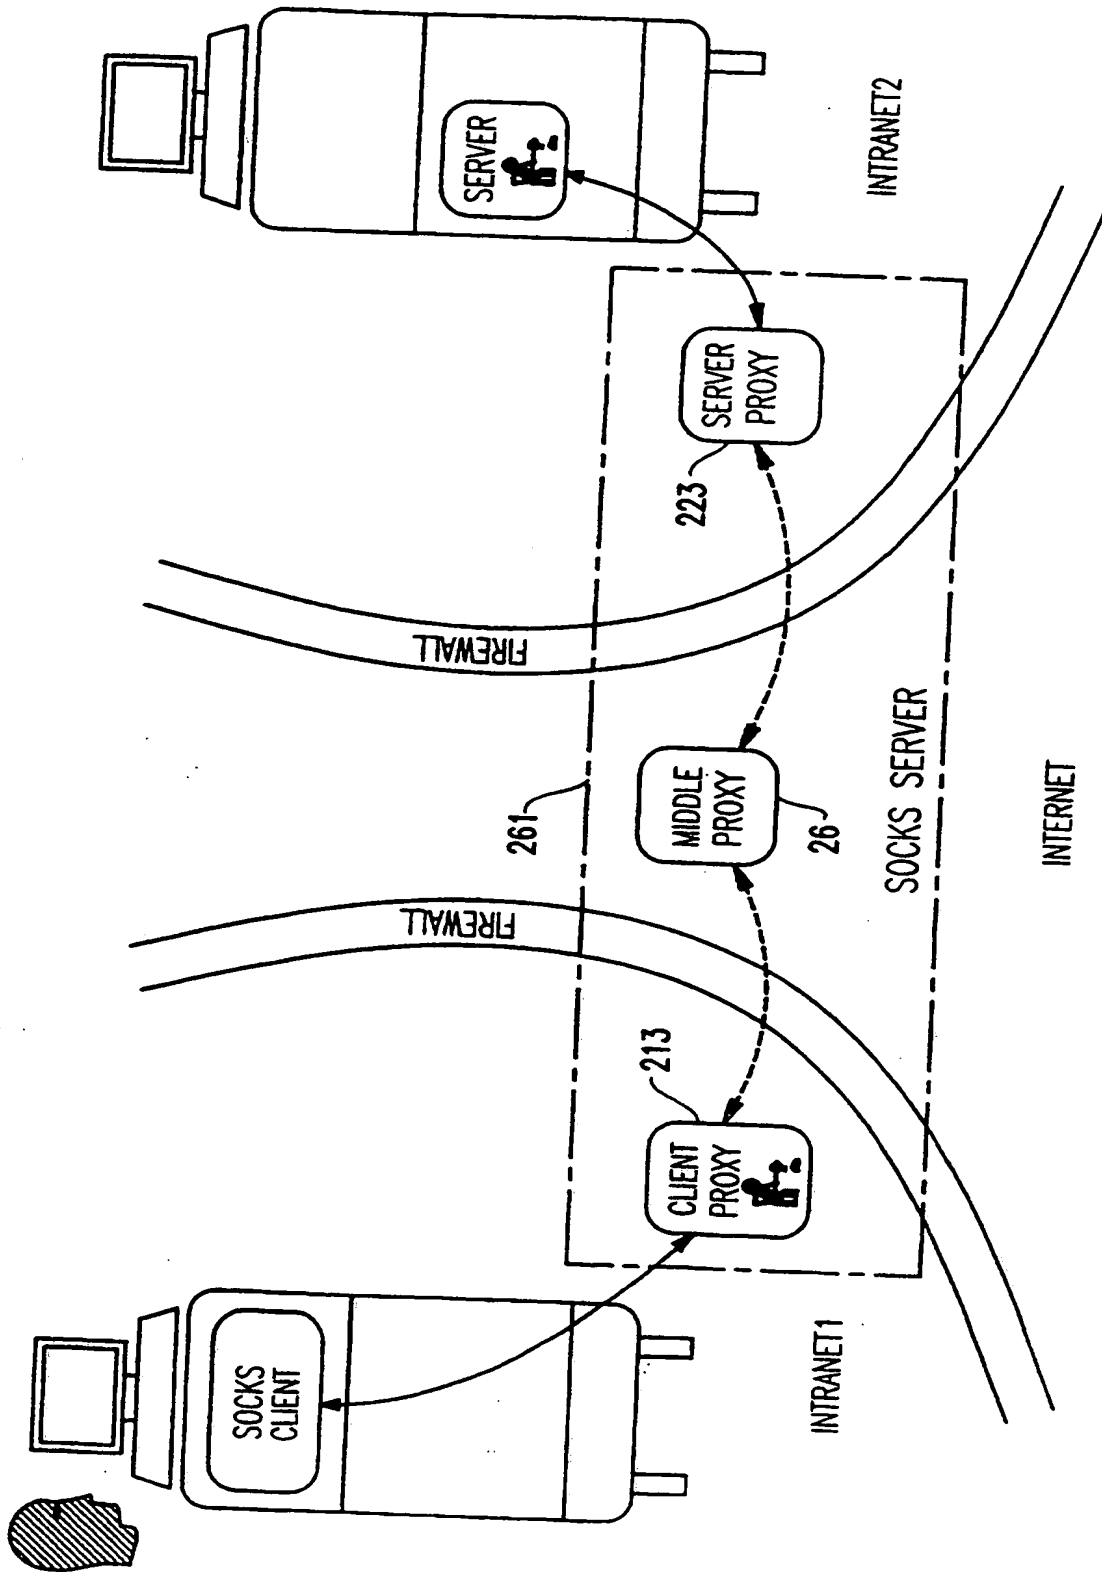 SOCKS
CLIENT
INTRANET1
CLIENT
PROXY
213
FIREWALL
261
MIDDLE
PROXY
26
SOCKS SERVER
INTERNET
FIREWALL
223
SERVER
PROXY
SERVER
INTRANET2